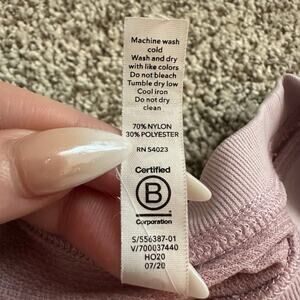 Machine wash
cold
Wash and dry
with like colors
Do not bleach
Tumble dry low
Cool iron
Do not dry
clean
70% NYLON
30% POLYESTER
RN 54023
Certified
B
Corporation
S/556387-01
V/700037440
HO20
07/20